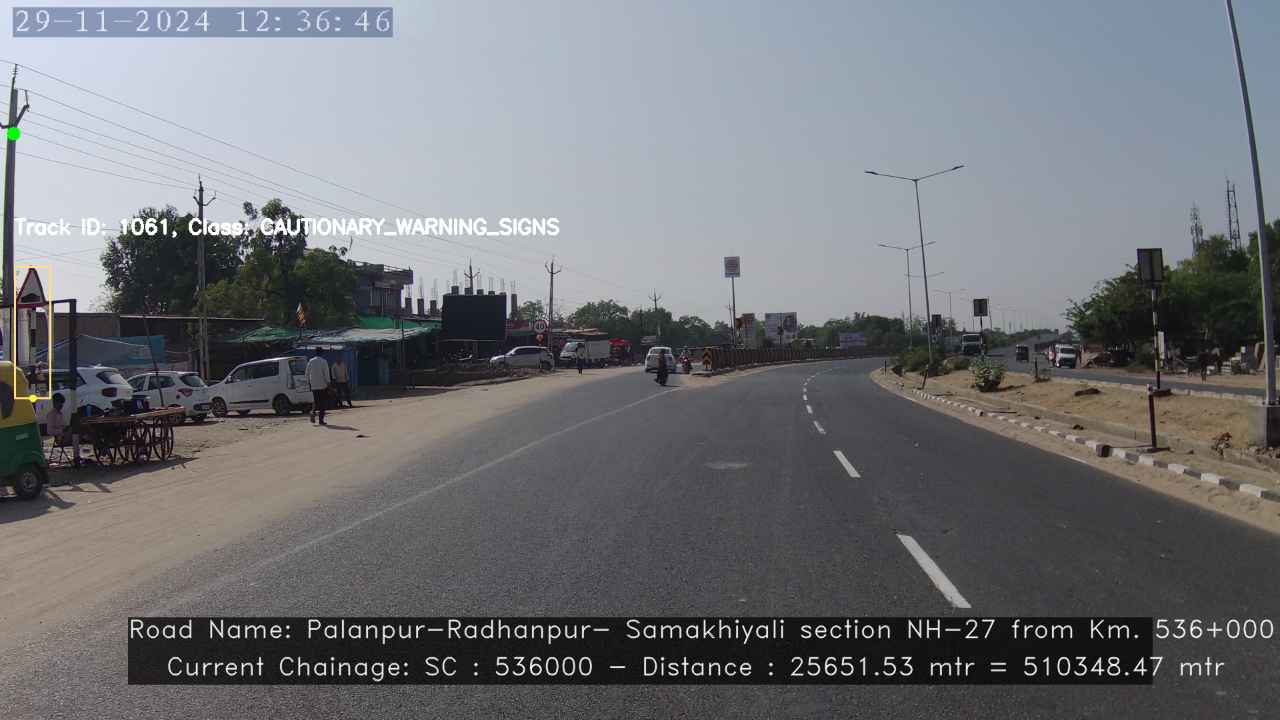 29-11-2024 12:36:46
Track ID: 1061, Class: CAUTIONARY_WARNING_SIGNS
40
Road Name: Palanpur-Radhanpur- Samakhiyali section NH-27 from Km. 536+000
Current Chainage: SC : 536000 - Distance : 25651.53 mtr = 510348.47 mtr